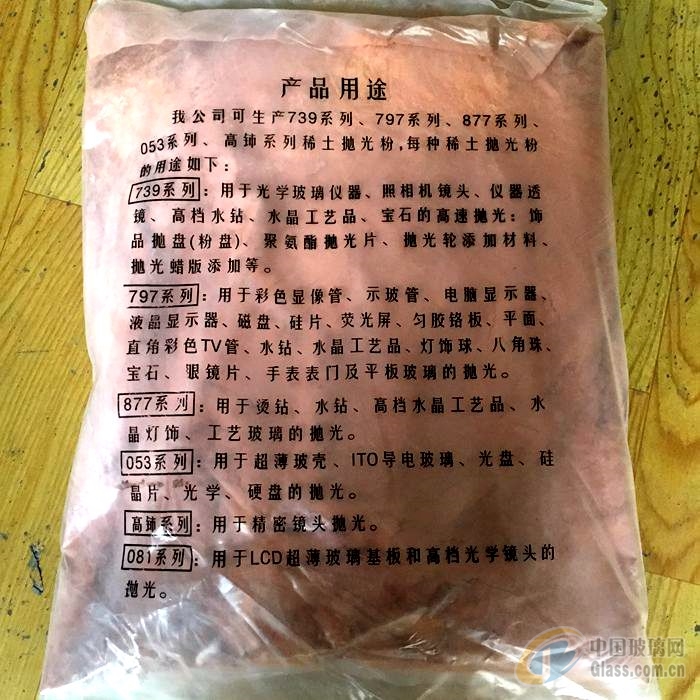 产品用途
我公司可生产739系列、797系列、877系列、
053系列、高铈系列稀土抛光粉,每种稀土抛光粉
的用途如下:
739系列:用于光学玻璃仪器、照相机镜头、仪器透
镜、高档水钻、水晶工艺品、宝石的高速抛光;饰
品抛盘(粉盘)、聚氨酯抛光片、抛光轮添加材料、
抛光蜡版添加等。
797系列:用于彩色显像管、示玻管、电脑显示器、
液晶显示器、磁盘、硅片、荧光屏、匀胶铬板、平面、
直角彩色TV管、水钻、水晶工艺品、灯饰球、八角珠、
宝石、眼镜片、手表表门及平板玻璃的抛光。
877系列:用于烫钻、水钻、高档水晶工艺品、水
晶灯饰、工艺玻璃的抛光。
053系列:用于超薄玻壳、ITO导电玻璃、光盘、硅
晶片、光学、硬盘的抛光。
高铈系列:用于精密镜头抛光。
081系列:用于LCD超薄玻璃基板和高档光学镜头的
抛光。
中国玻璃网
Glass.com.cn